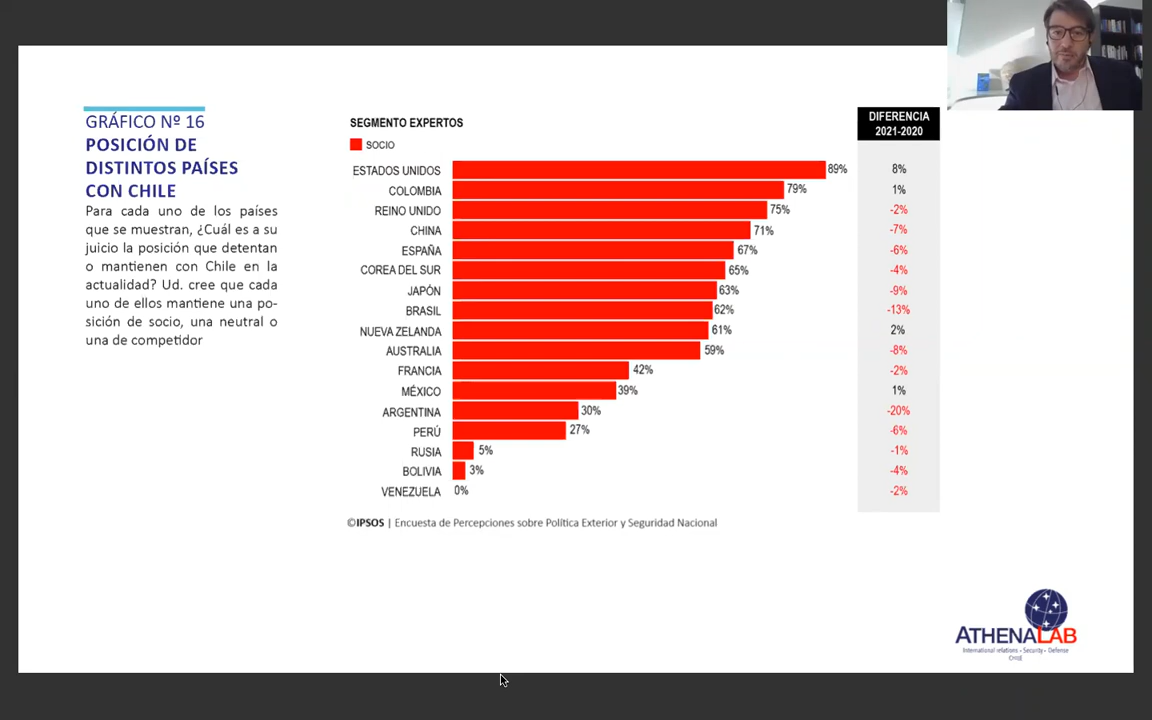 GRÁFICO Nº 16
POSICIÓN DE
DISTINTOS PAÍSES
CON CHILE
Para cada uno de los países
que se muestran, ¿Cuál es a su
juicio la posición que detentan
o mantienen con Chile en la
actualidad? Ud. cree que cada
uno de ellos mantiene una po-
sición de socio, una neutral o
una de competidor
SEGMENTO EXPERTOS
SOCIO
DIFERENCIA
2021-2020
ESTADOS UNIDOS 89% 8%
COLOMBIA 79% 1%
REINO UNIDO 75% -2%
CHINA 71% -7%
ESPAÑA 67% -6%
COREA DEL SUR 65% -4%
JAPÓN 63% -9%
BRASIL 62% -13%
NUEVA ZELANDA 61% 2%
AUSTRALIA 59% -8%
FRANCIA 42% -2%
MÉXICO 39% 1%
ARGENTINA 30% -20%
PERÚ 27% -6%
RUSIA 5% -1%
BOLIVIA 3% -4%
VENEZUELA 0% -2%
©IPSOS | Encuesta de Percepciones sobre Política Exterior y Seguridad Nacional
ATHENALAB
International relations • Security • Defense
CHILE